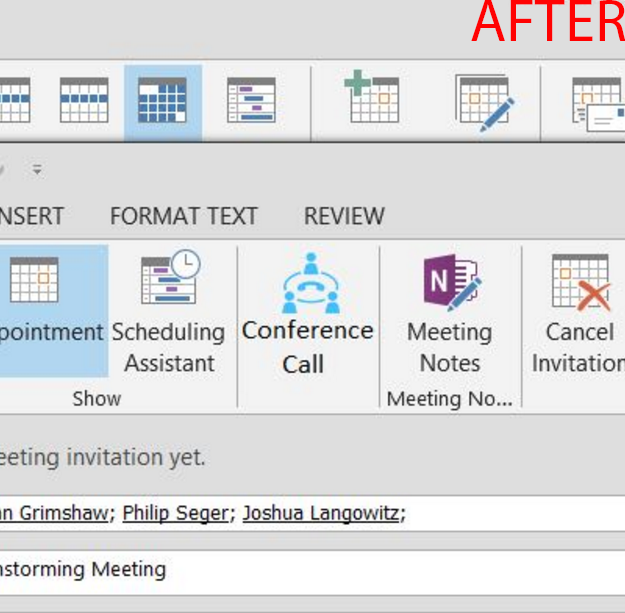 AFTER
NSERT FORMAT TEXT REVIEW
N
pointment Scheduling Assistant Conference Call Meeting Notes Cancel Invitation
Show Meeting No...
eeting invitation yet.
n Grimshaw; Philip Seger; Joshua Langowitz;
nstorming Meeting